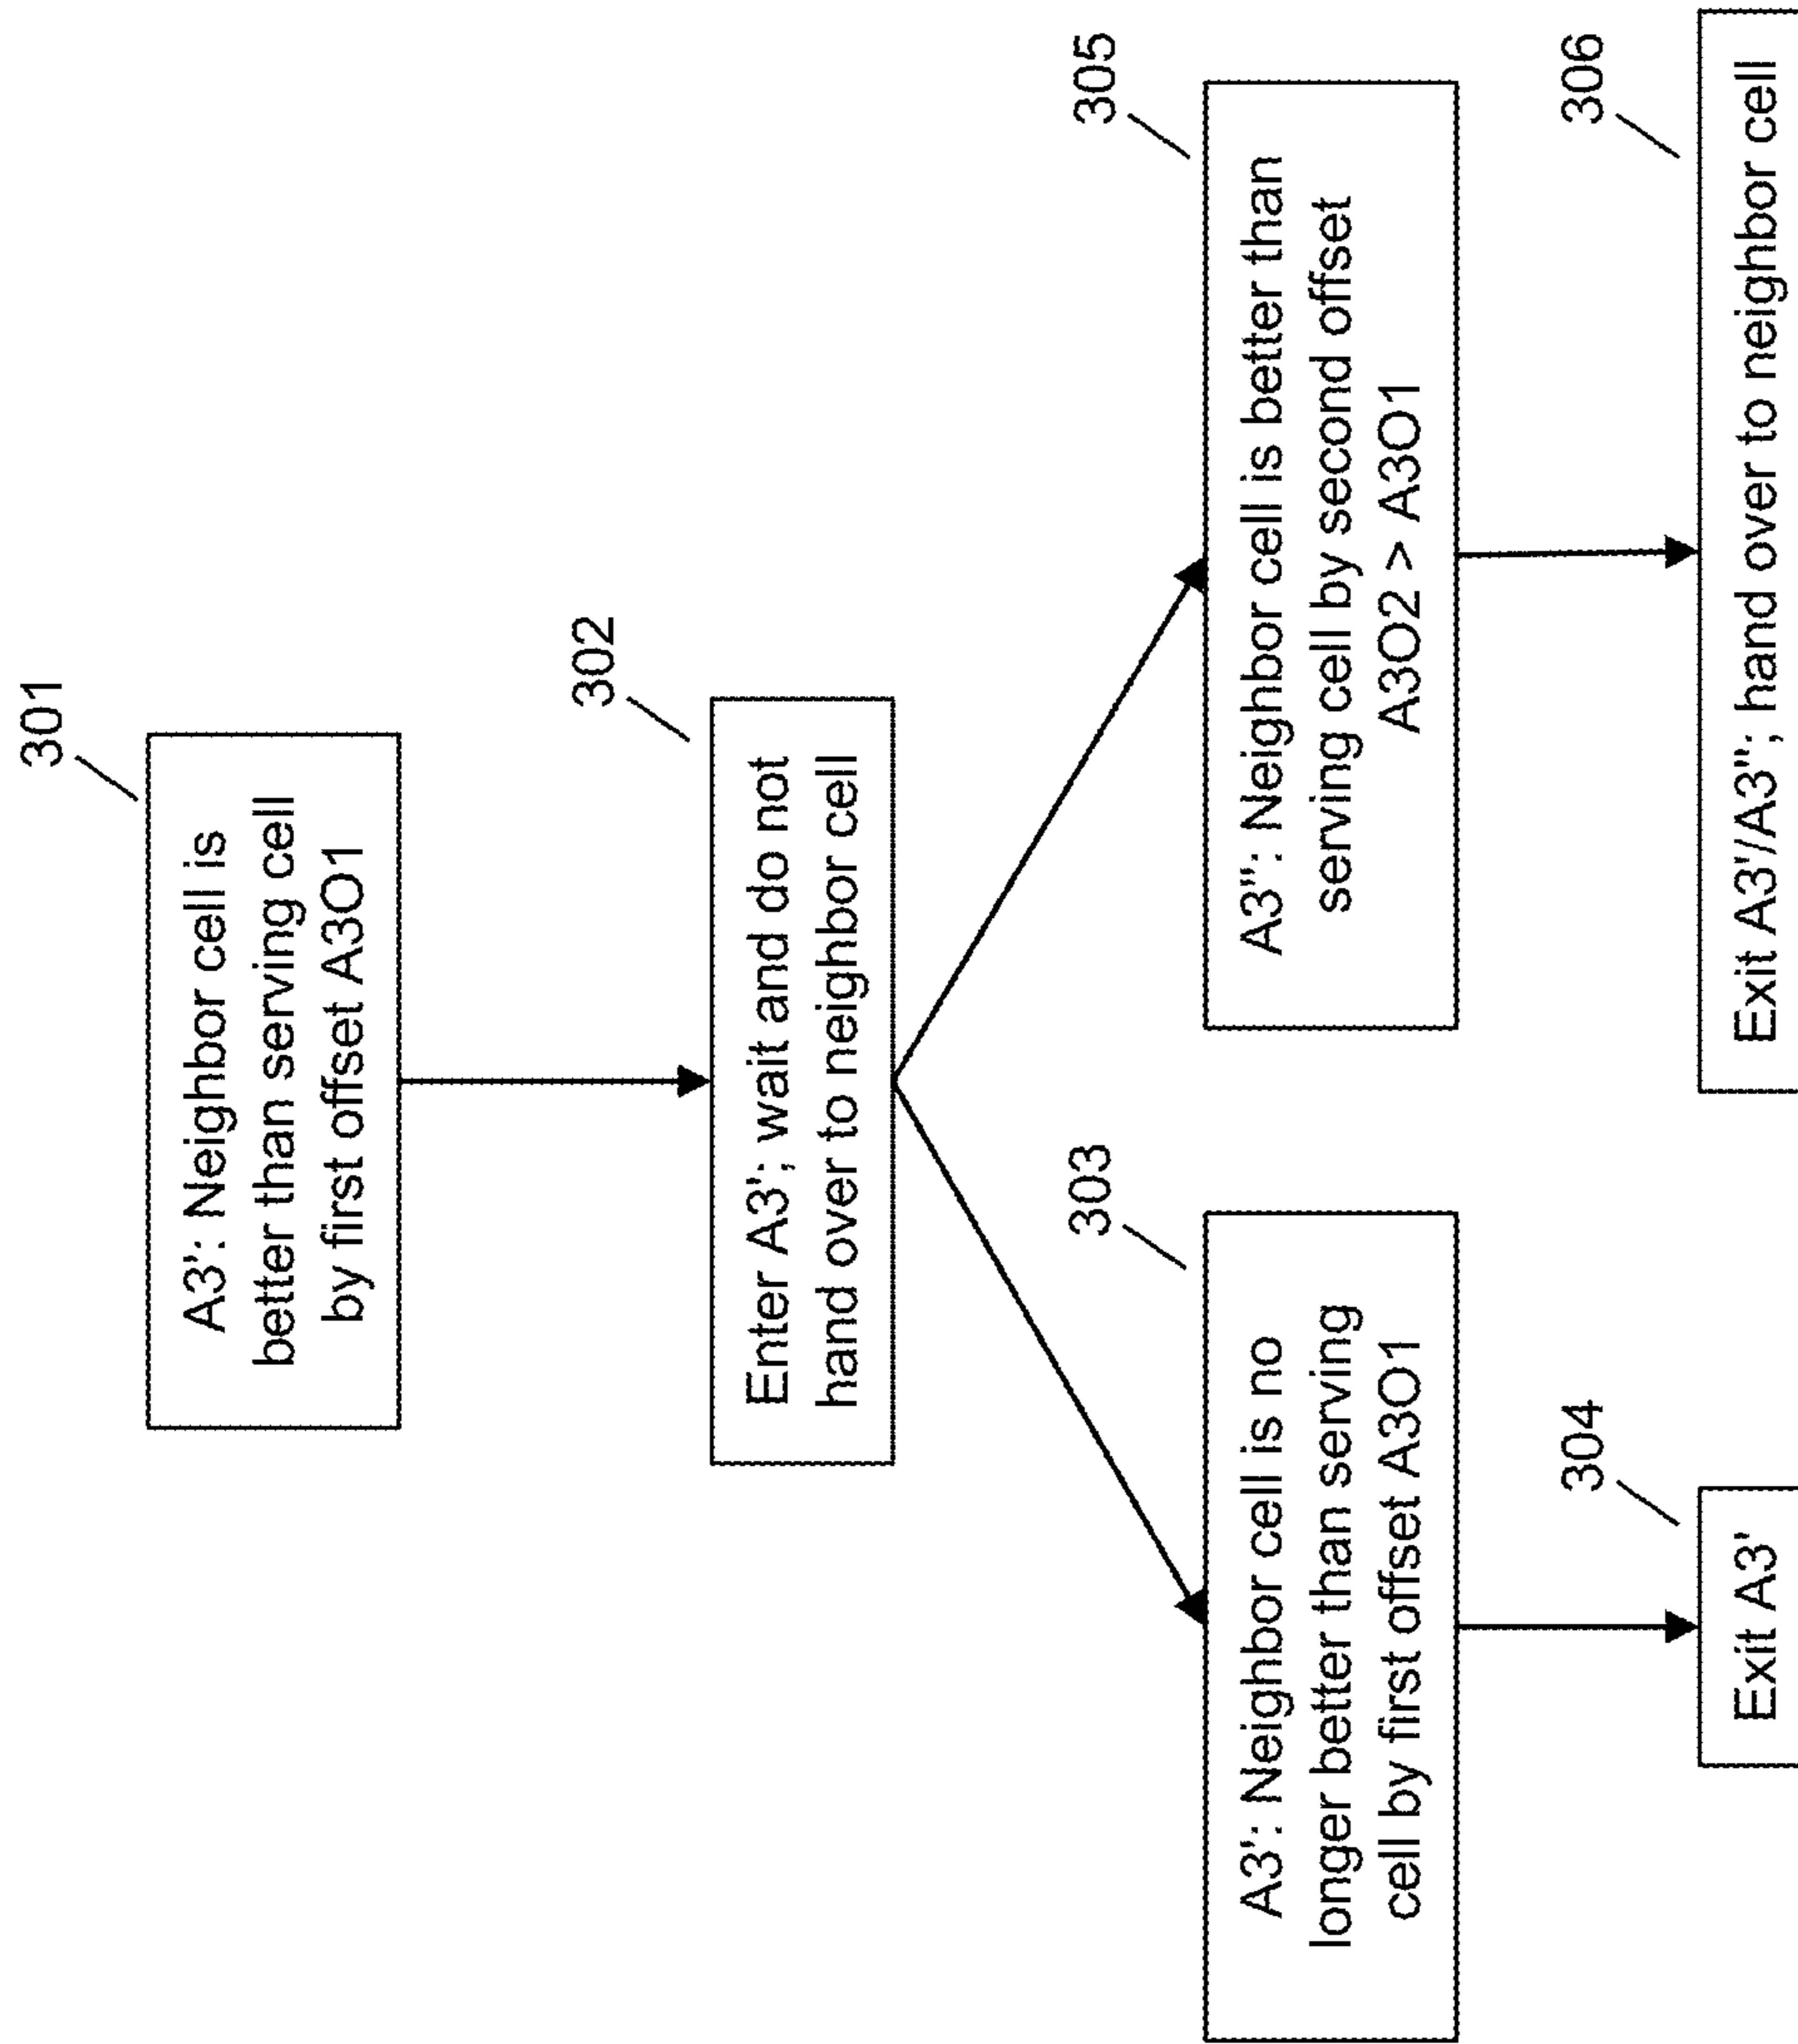 301
A3': Neighbor cell is
better than serving cell
by first offset A3O1
302
Enter A3'; wait and do not
hand over to neighbor cell
303
A3': Neighbor cell is no
longer better than serving
cell by first offset A3O1
304
Exit A3'
305
A3'': Neighbor cell is better than
serving cell by second offset
A3O2 > A3O1
306
Exit A3'/A3''; hand over to neighbor cell